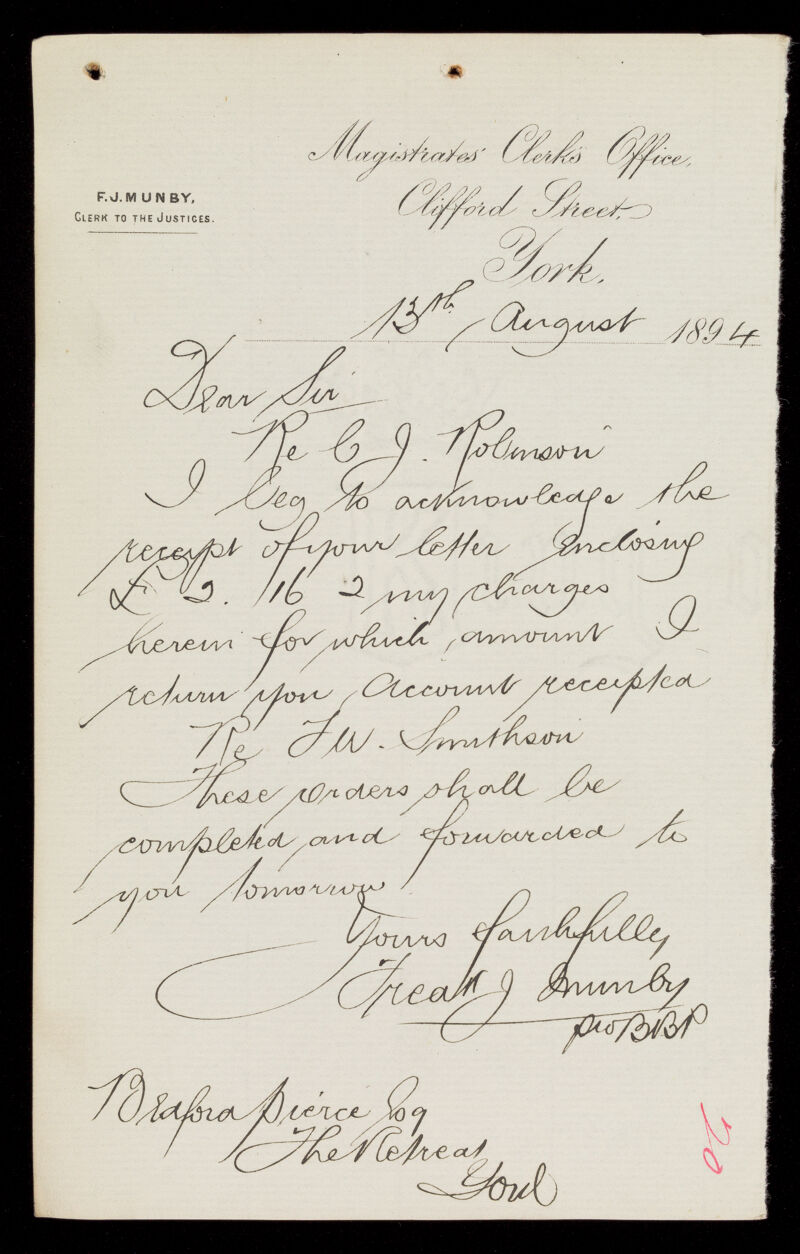 Magistrates' Clerk's Office,
F.J. MUNBY,
CLERK TO THE JUSTICES.
Clifford Street,
York.
13th August 1894
Dear Sir
Re C J. Robinson
I beg to acknowledge the
receipt of your letter enclosing
£2. 16 2 my charges
herein for which amount I
return you Account receipted
Re F W. Smithson
These orders shall be
completed and forwarded to
you tomorrow
Yours faithfully
Fredk J Munby
pro BBP
Bedford Pierce Esq
The Retreat
York